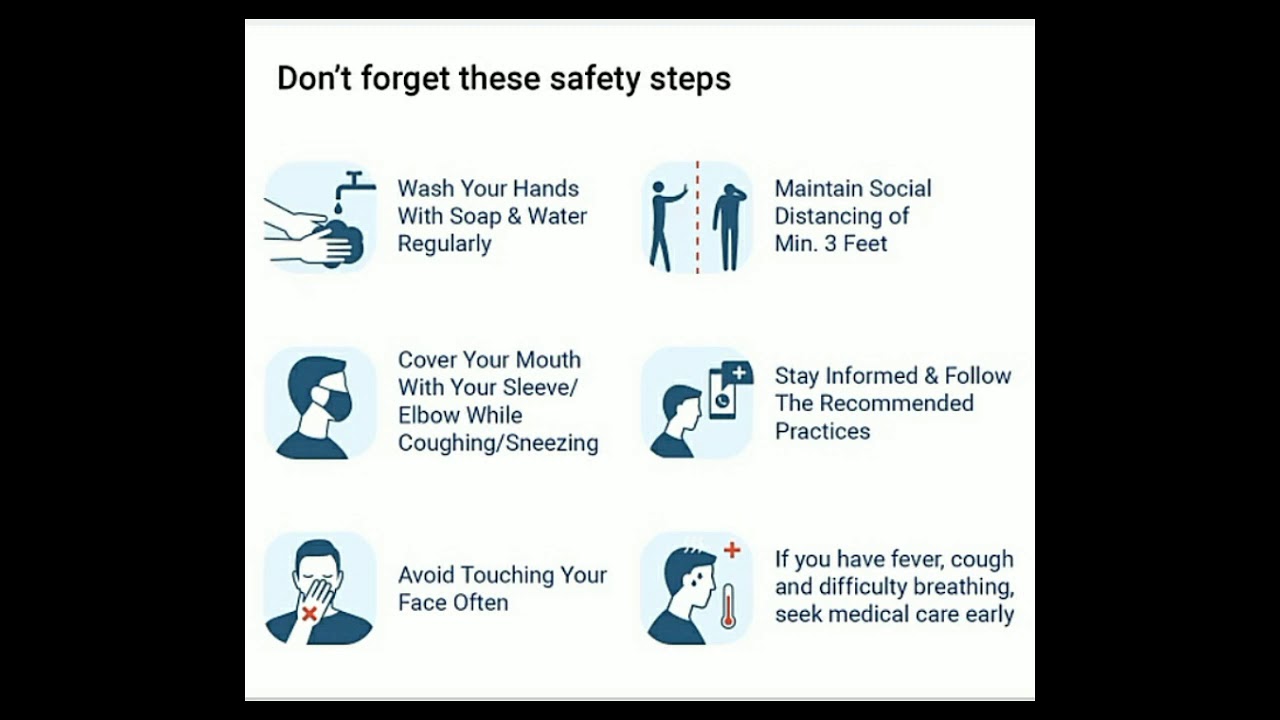 Don't forget these safety steps
Wash Your Hands
With Soap & Water
Regularly
Maintain Social
Distancing of
Min. 3 Feet
Cover Your Mouth
With Your Sleeve/
Elbow While
Coughing/Sneezing
Stay Informed & Follow
The Recommended
Practices
Avoid Touching Your
Face Often
If you have fever, cough
and difficulty breathing,
seek medical care early